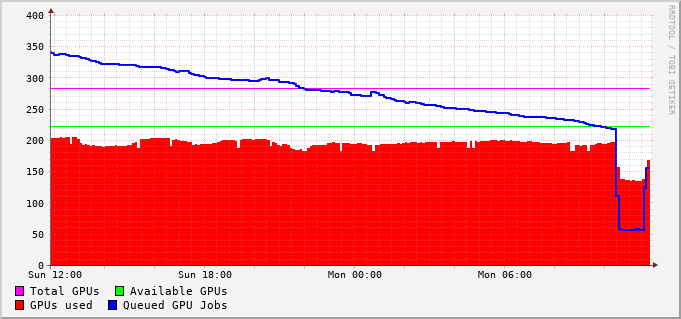 400
350
300
250
200
150
100
50
0
Sun 12:00 Sun 18:00 Mon 00:00 Mon 06:00
Total GPUs Available GPUs
GPUs used Queued GPU Jobs
RRDTOOL / TOBI OETIKER